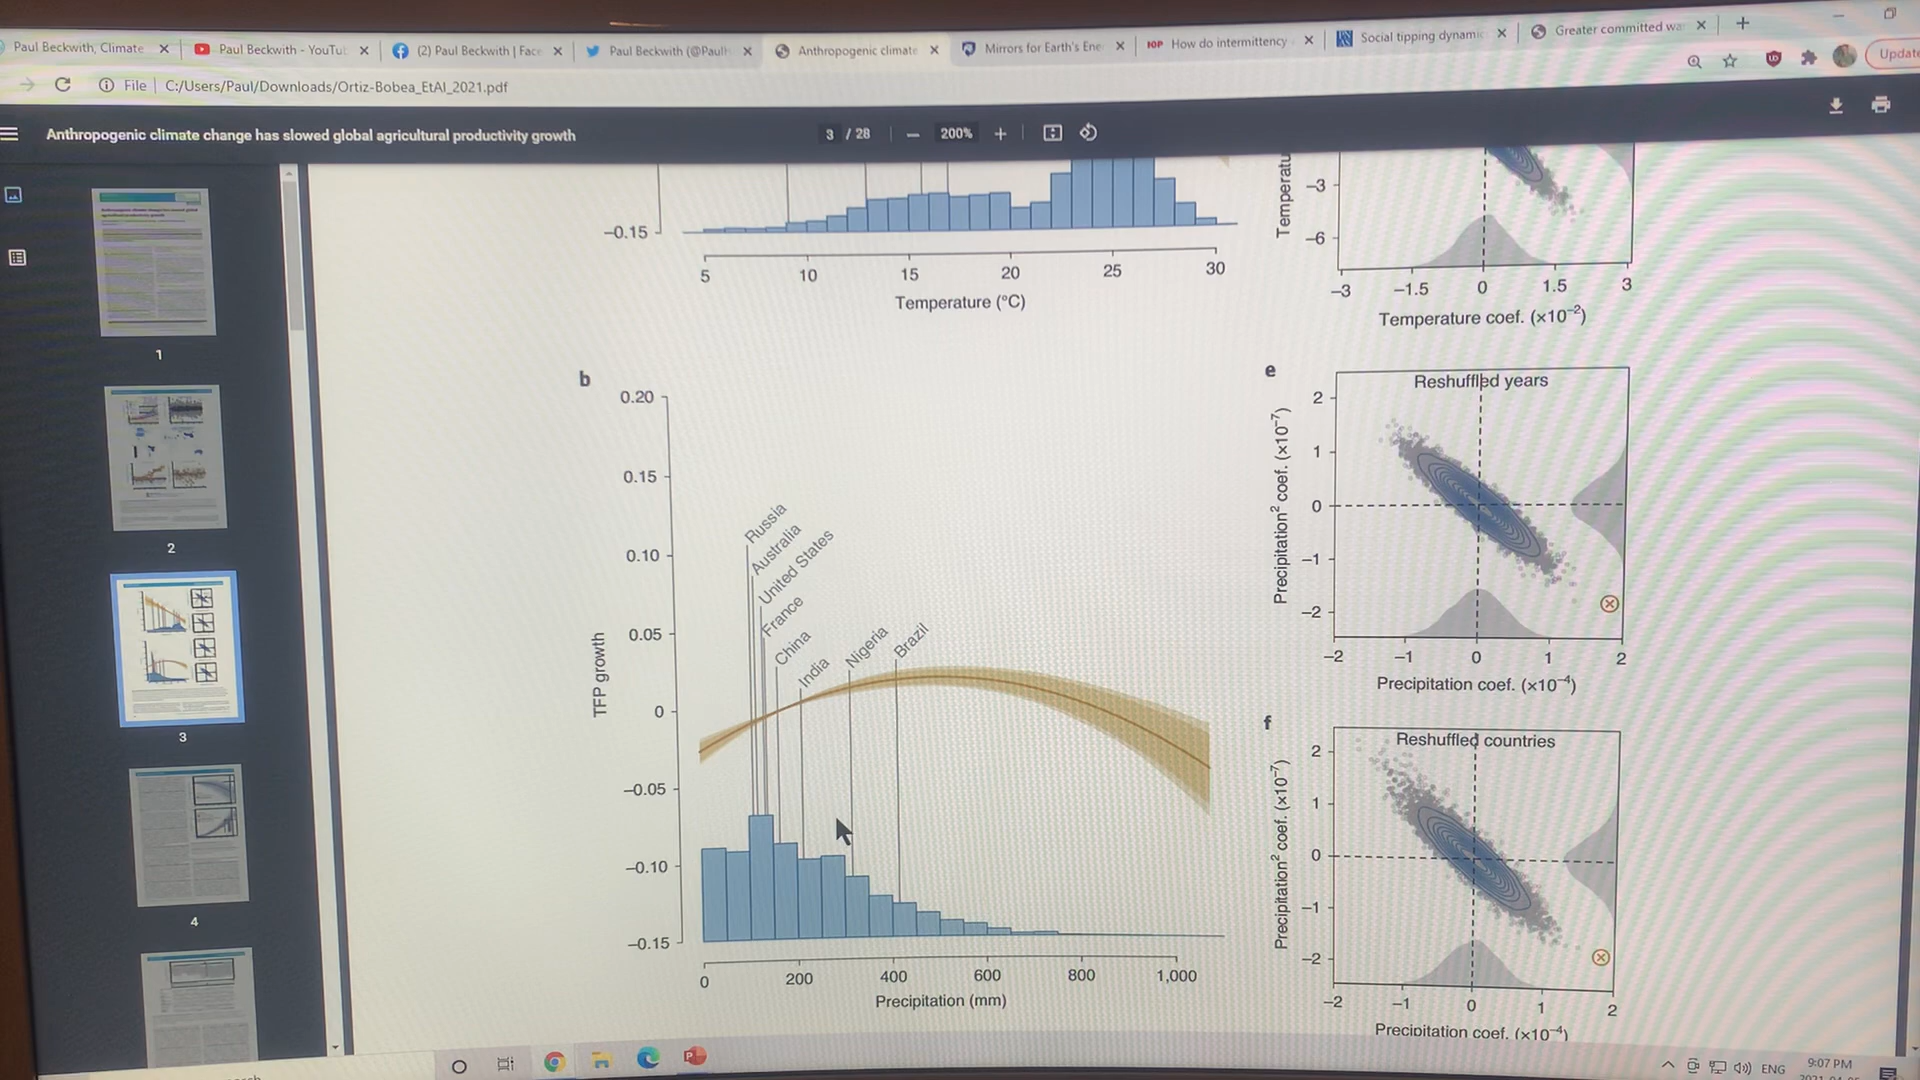 Paul Beckwith, Climate
Paul Beckwith - YouTu
(2) Paul Beckwith | Face
Paul Beckwith (@PaulH
Anthropogenic climate
Mirrors for Earth's Ene
IOP How do intermittency
Social tipping dynamic
Greater committed wa
File C:/Users/Paul/Downloads/Ortiz-Bobea_EtAl_2021.pdf
Update
Anthropogenic climate change has slowed global agricultural productivity growth
3 / 28
200%
1
2
3
4
−0.15
5 10 15 20 25 30
Temperature (°C)
Temperatu
−3
−6
−3 −1.5 0 1.5 3
Temperature coef. (×10⁻²)
b
0.20
0.15
0.10
0.05
0
−0.05
−0.10
−0.15
TFP growth
Russia
Australia
United States
France
China
India
Nigeria
Brazil
0 200 400 600 800 1,000
Precipitation (mm)
e
Reshuffled years
Precipitation² coef. (×10⁻⁷)
2
1
0
−1
−2
−2 −1 0 1 2
Precipitation coef. (×10⁻⁴)
f
Reshuffled countries
Precipitation² coef. (×10⁻⁷)
2
1
0
−1
−2
−2 −1 0 1 2
Precipitation coef. (×10⁻⁴)
ENG
9:07 PM